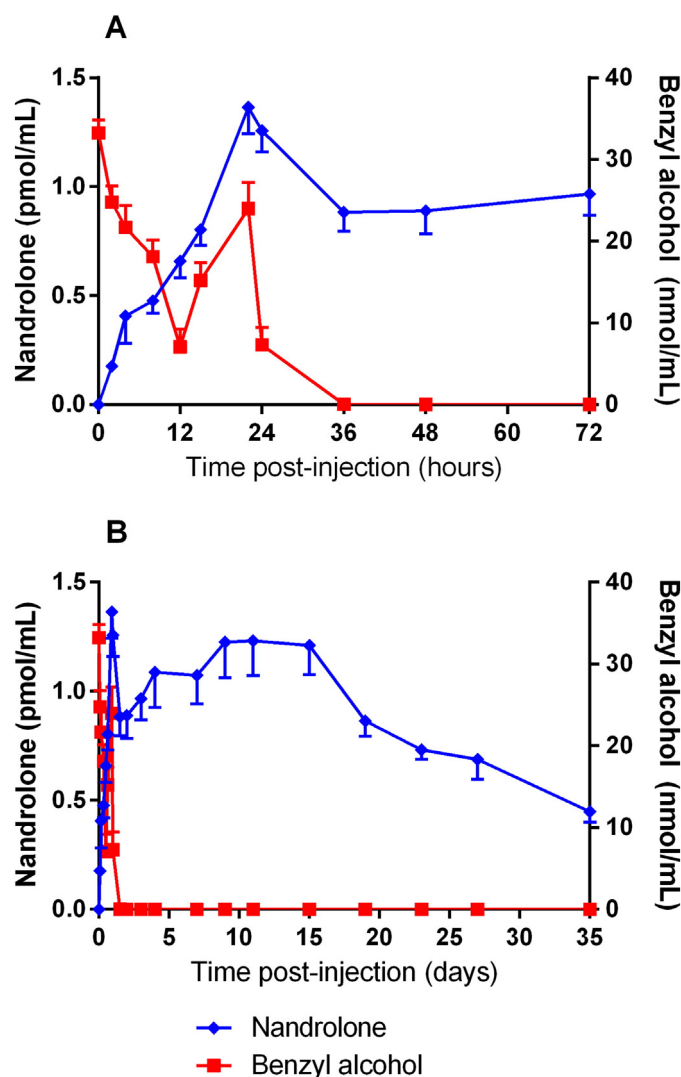 A
Nandrolone (pmol/mL)
1.5
1.0
0.5
0.0
40
30
20
10
0
Benzyl alcohol (nmol/mL)
0 12 24 36 48 60 72
Time post-injection (hours)
B
Nandrolone (pmol/mL)
1.5
1.0
0.5
0.0
40
30
20
10
0
Benzyl alcohol (nmol/mL)
0 5 10 15 20 25 30 35
Time post-injection (days)
Nandrolone
Benzyl alcohol